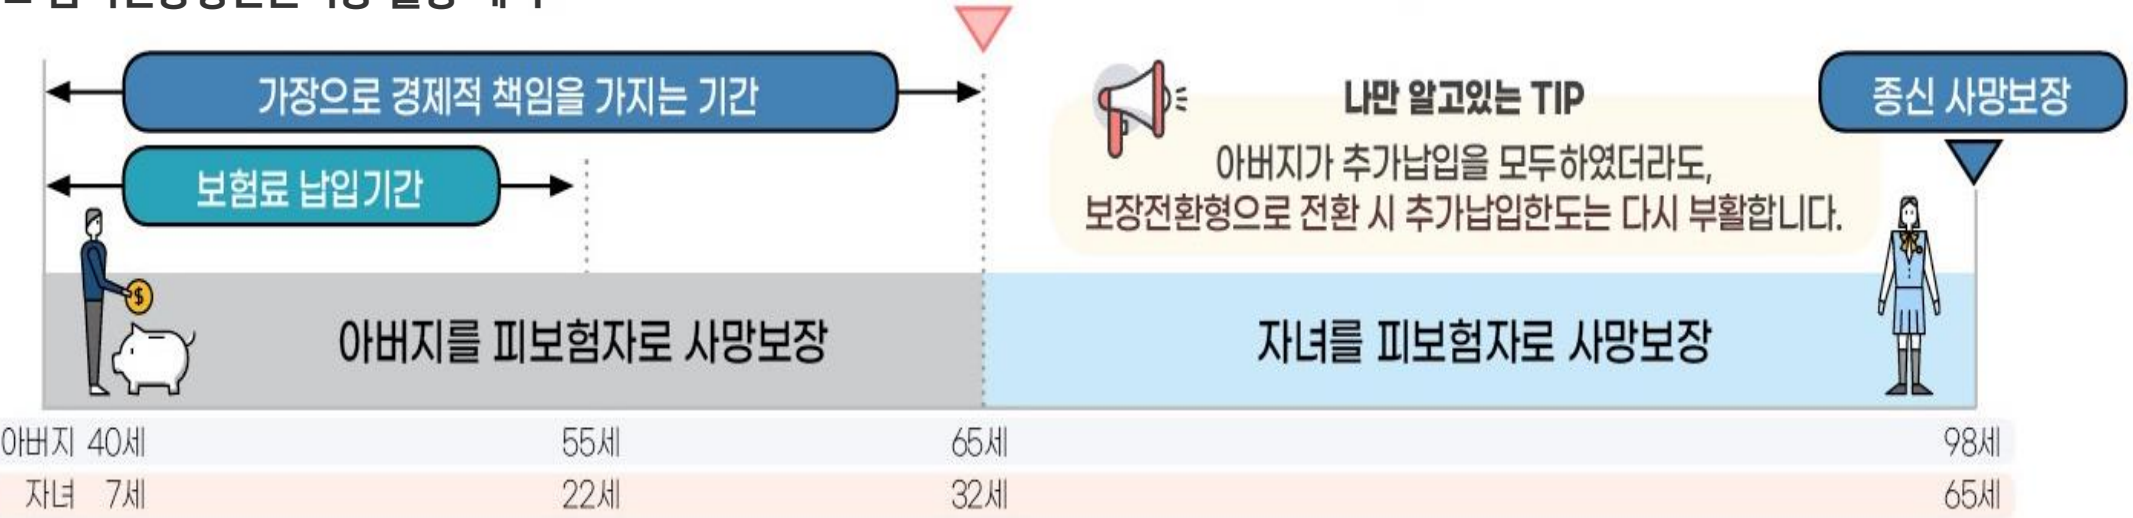 가장으로 경제적 책임을 가지는 기간
보험료 납입기간
나만 알고있는 TIP
아버지가 추가납입을 모두하였더라도,
보장전환형으로 전환 시 추가납입한도는 다시 부활합니다.
종신 사망보장
아버지를 피보험자로 사망보장
자녀를 피보험자로 사망보장
아버지 40세 55세 65세 98세
자녀 7세 22세 32세 65세